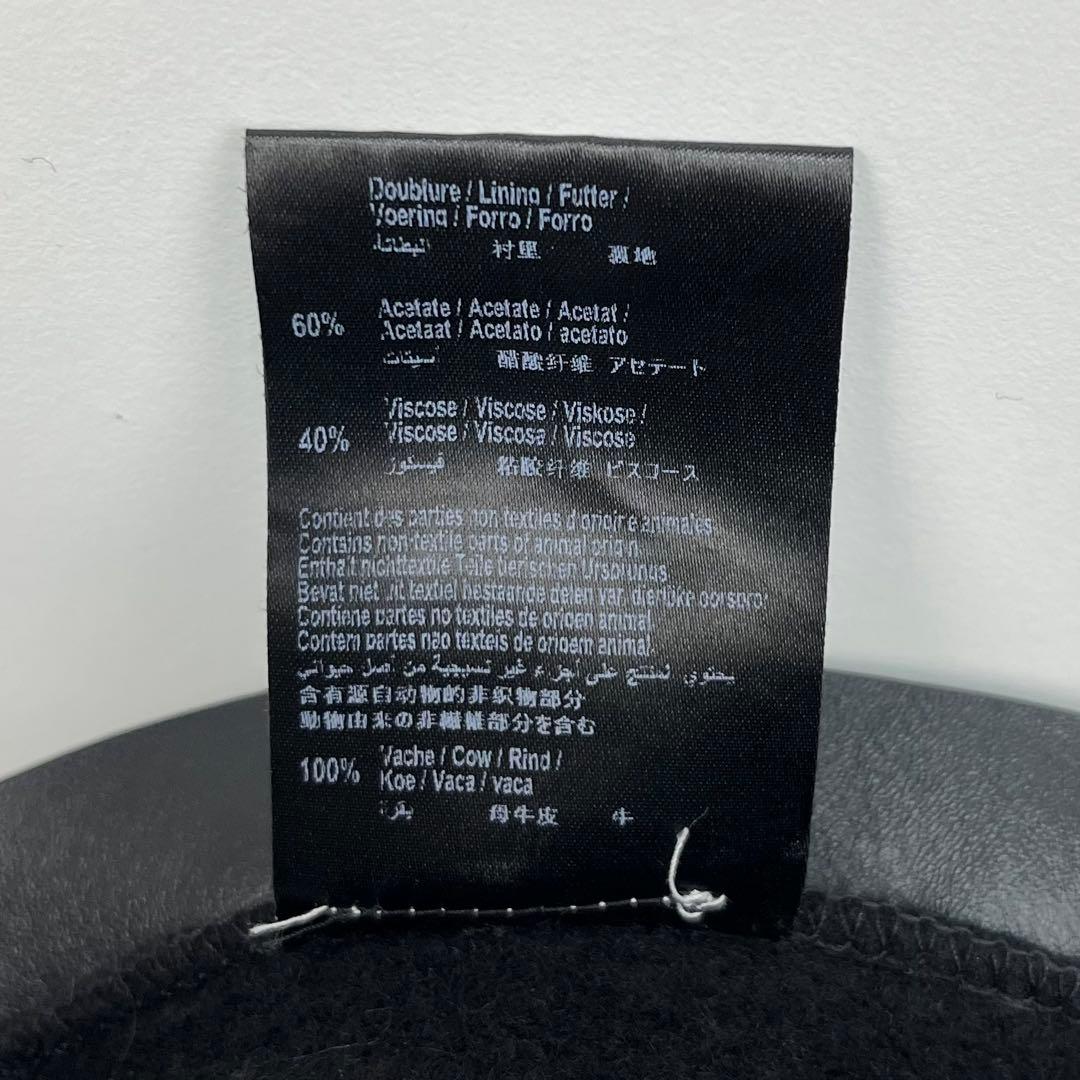 Doublure / Lining / Futter /
Voering / Forro / Forro
البطانة 衬里 裏地
60% Acetate / Acetate / Acetat /
Acetaat / Acetato / acetato
أسيتات 醋酸纤维 アセテート
40% Viscose / Viscose / Viskose /
Viscose / Viscosa / Viscose
فيسكوز 粘胶纤维 ビスコース
Contient des parties non textiles d'origine animales
Contains non-textile parts of animal origin
Enthält nichttextile Teile tierischen Ursprungs
Bevat niet uit textiel bestaande delen van dierlijke oorsprong
Contiene partes no textiles de origen animal
Contém partes não texteis de origem animal
يحتوي المنتج على أجزاء غير نسيجية من أصل حيواني
含有源自动物的非织物部分
動物由来の非繊維部分を含む
100% Vache / Cow / Rind /
Koe / Vaca / vaca
بقرة 母牛皮 牛